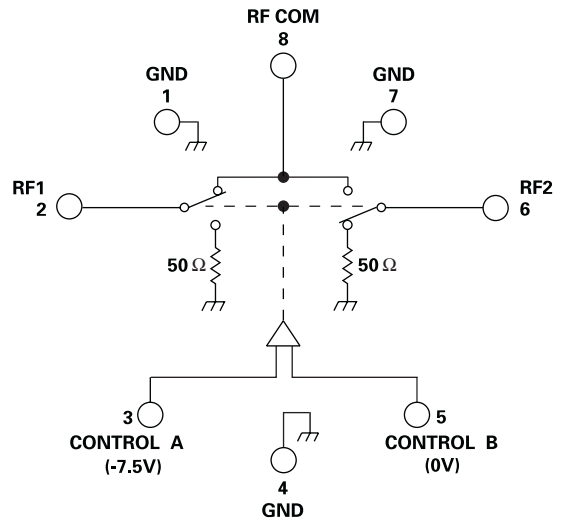 RF COM
8
GND
1
GND
7
RF1
2
RF2
6
50 Ω
50 Ω
3
CONTROL A
(-7.5V)
5
CONTROL B
(0V)
4
GND